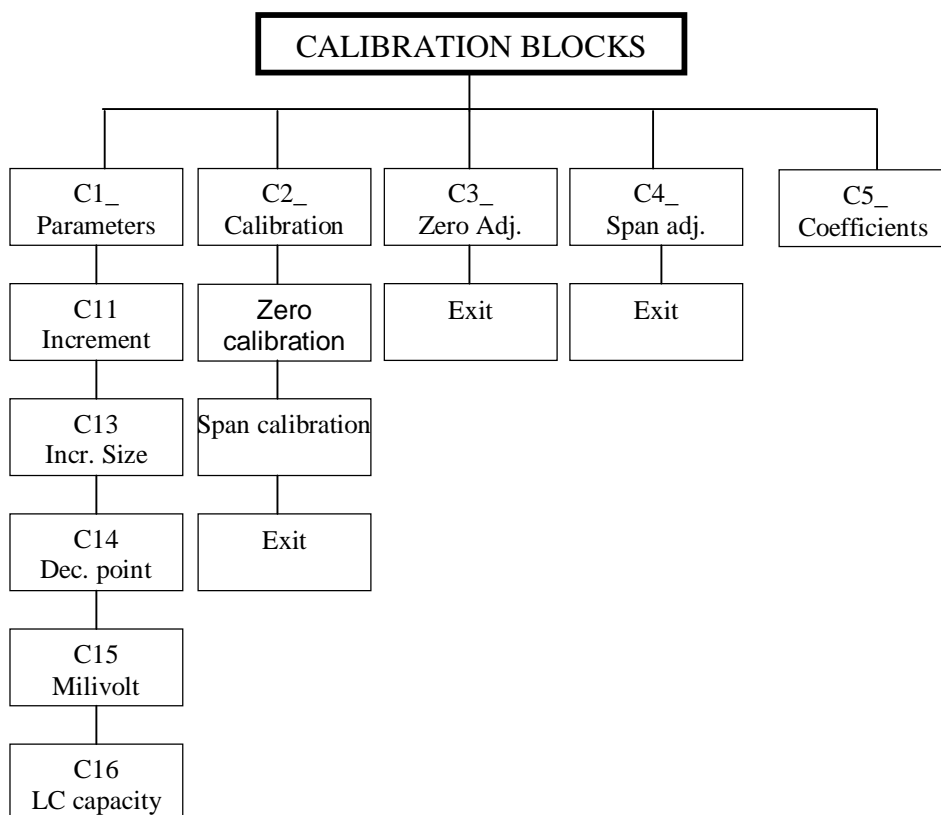 CALIBRATION BLOCKS
C1_
Parameters
C2_
Calibration
C3_
Zero Adj.
C4_
Span adj.
C5_
Coefficients
C11
Increment
Zero
calibration
Exit
Exit
C13
Incr. Size
Span calibration
C14
Dec. point
Exit
C15
Milivolt
C16
LC capacity